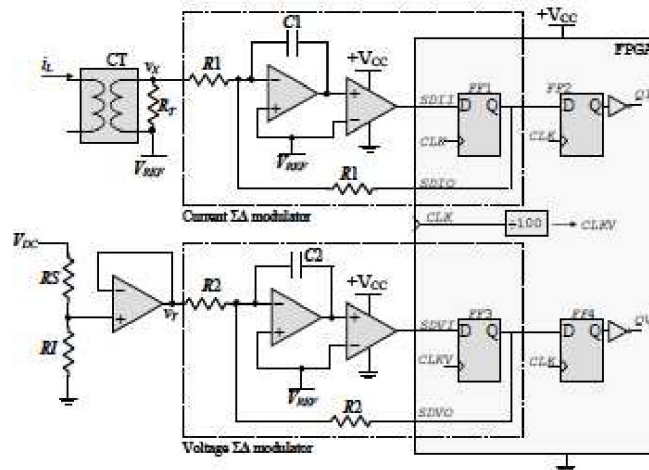 +VCC
FPGA
C1
CT
iL
vX
R1
+VCC
RT
SDII
FF1
D Q
FF2
D Q
CLK
CLK
VREF
VREF
R1
SDIO
Current ΣΔ modulator
CLK
÷100
CLKV
VDC
C2
RS
R2
+VCC
vY
SDVI
FF3
D Q
FF4
D Q
RI
CLKV
CLK
VREF
R2
SDVO
Voltage ΣΔ modulator